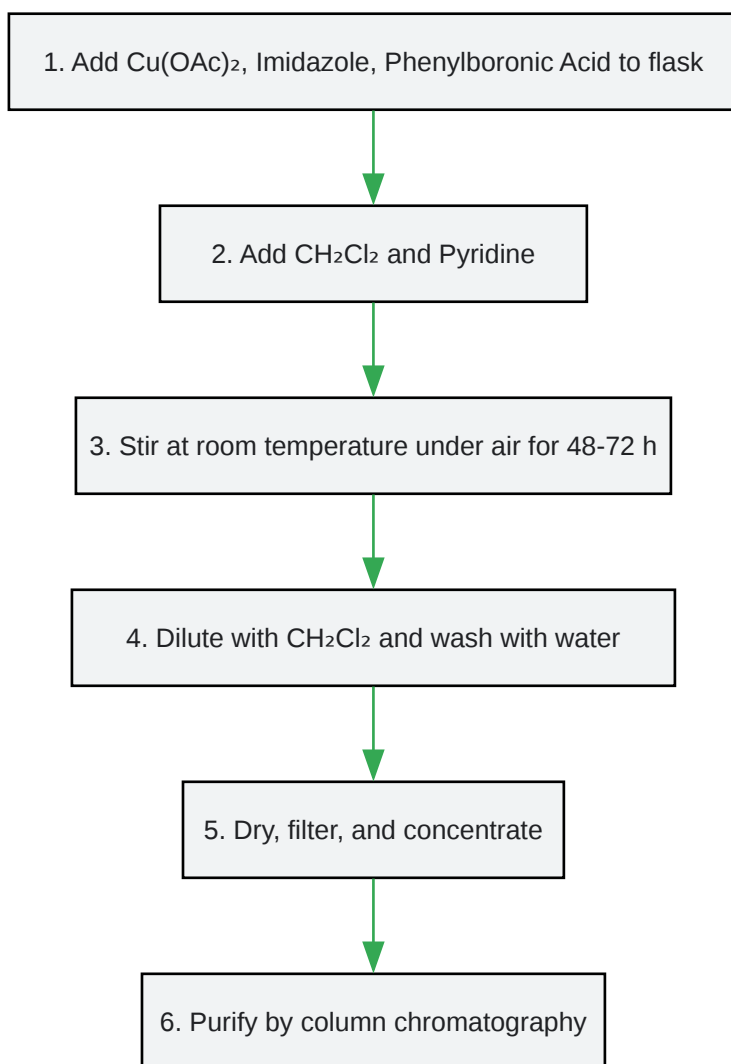 1. Add Cu(OAc)₂, Imidazole, Phenylboronic Acid to flask
2. Add CH₂Cl₂ and Pyridine
3. Stir at room temperature under air for 48-72 h
4. Dilute with CH₂Cl₂ and wash with water
5. Dry, filter, and concentrate
6. Purify by column chromatography